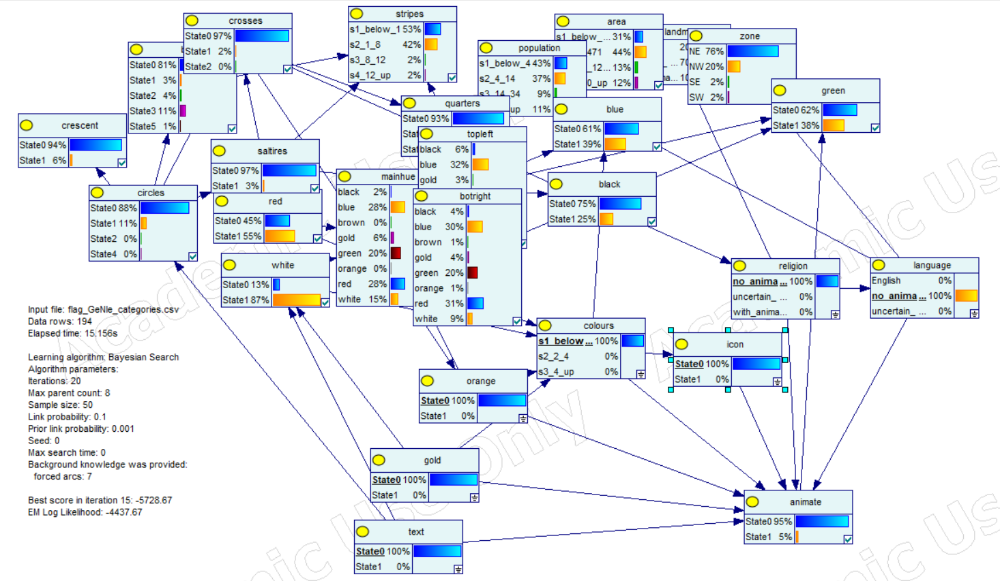 crosses
State0 97%
State1 2%
State2 0%
stripes
s1_below_1 53%
s2_1_8 42%
s3_8_12 2%
s4_12_up 2%
area
s1_below_... 31%
471 44%
_12... 13%
0_up 12%
landm
20
... 70
na... 10
zone
NE 76%
NW 20%
SE 2%
SW 2%
b
State0 81%
State1 3%
State2 4%
State3 11%
State5 1%
population
s1_below_4 43%
s2_4_14 37%
s3_14_34 9%
up 11%
green
State0 62%
State1 38%
quarters
State0 93%
Stat
Stat
blue
State0 61%
State1 39%
crescent
State0 94%
State1 6%
topleft
black 6%
blue 32%
gold 3%
saltires
State0 97%
State1 3%
mainhue
black 2%
blue 28%
brown 0%
gold 6%
green 20%
orange 0%
red 28%
white 15%
black
State0 75%
State1 25%
circles
State0 88%
State1 11%
State2 0%
State4 0%
red
State0 45%
State1 55%
botright
black 4%
blue 30%
brown 1%
gold 4%
green 20%
orange 1%
red 31%
white 9%
white
State0 13%
State1 87%
religion
no_anima ... 100%
uncertain_ ... 0%
with_anima... 0%
language
English 0%
no_anima ... 100%
uncertain_ ... 0%
colours
s1_below ... 100%
s2_2_4 0%
s3_4_up 0%
icon
State0 100%
State1 0%
orange
State0 100%
State1 0%
gold
State0 100%
State1 0%
animate
State0 95%
State1 5%
text
State0 100%
State1 0%
Input file: flag_GeNIe_categories.csv
Data rows: 194
Elapsed time: 15.156s
Learning algorithm: Bayesian Search
Algorithm parameters:
Iterations: 20
Max parent count: 8
Sample size: 50
Link probability: 0.1
Prior link probability: 0.001
Seed: 0
Max search time: 0
Background knowledge was provided:
forced arcs: 7
Best score in iteration 15: -5728.67
EM Log Likelihood: -4437.67